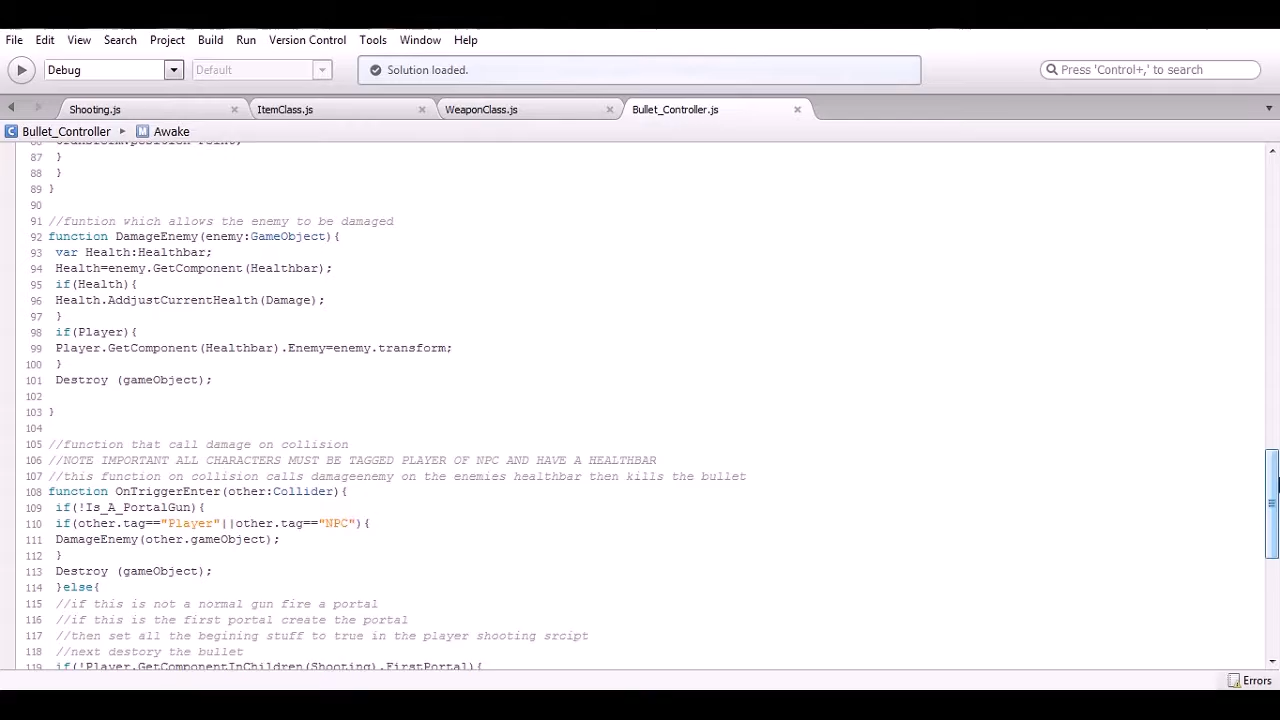 File Edit View Search Project Build Run Version Control Tools Window Help
Debug Default Solution loaded. Press 'Control+,' to search
Shooting.js ItemClass.js WeaponClass.js Bullet_Controller.js
C Bullet_Controller M Awake
87 }
88 }
89 }
90
91 //funtion which allows the enemy to be damaged
92 function DamageEnemy(enemy:GameObject){
93 var Health:Healthbar;
94 Health=enemy.GetComponent(Healthbar);
95 if(Health){
96 Health.AddjustCurrentHealth(Damage);
97 }
98 if(Player){
99 Player.GetComponent(Healthbar).Enemy=enemy.transform;
100 }
101 Destroy (gameObject);
102
103 }
104
105 //function that call damage on collision
106 //NOTE IMPORTANT ALL CHARACTERS MUST BE TAGGED PLAYER OF NPC AND HAVE A HEALTHBAR
107 //this function on collision calls damageenemy on the enemies healthbar then kills the bullet
108 function OnTriggerEnter(other:Collider){
109 if(!Is_A_PortalGun){
110 if(other.tag=="Player"||other.tag=="NPC"){
111 DamageEnemy(other.gameObject);
112 }
113 Destroy (gameObject);
114 }else{
115 //if this is not a normal gun fire a portal
116 //if this is the first portal create the portal
117 //then set all the begining stuff to true in the player shooting srcipt
118 //next destory the bullet
119 if(!Player.GetComponentInChildren(Shooting).FirstPortal){
Errors